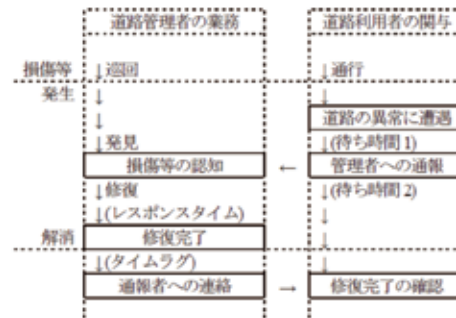 道路管理者の業務 道路利用者の関与
損傷等 ↓巡回 ↓通行
発生 ↓
↓ 道路の異常に遭遇
↓発見 ↓(待ち時間1)
損傷等の認知 ← 管理者への通報
↓修復 ↓(待ち時間2)
↓(レスポンスタイム) ↓
解消 修復完了 ↓
↓(タイムラグ) ↓
通報者への連絡 → 修復完了の確認